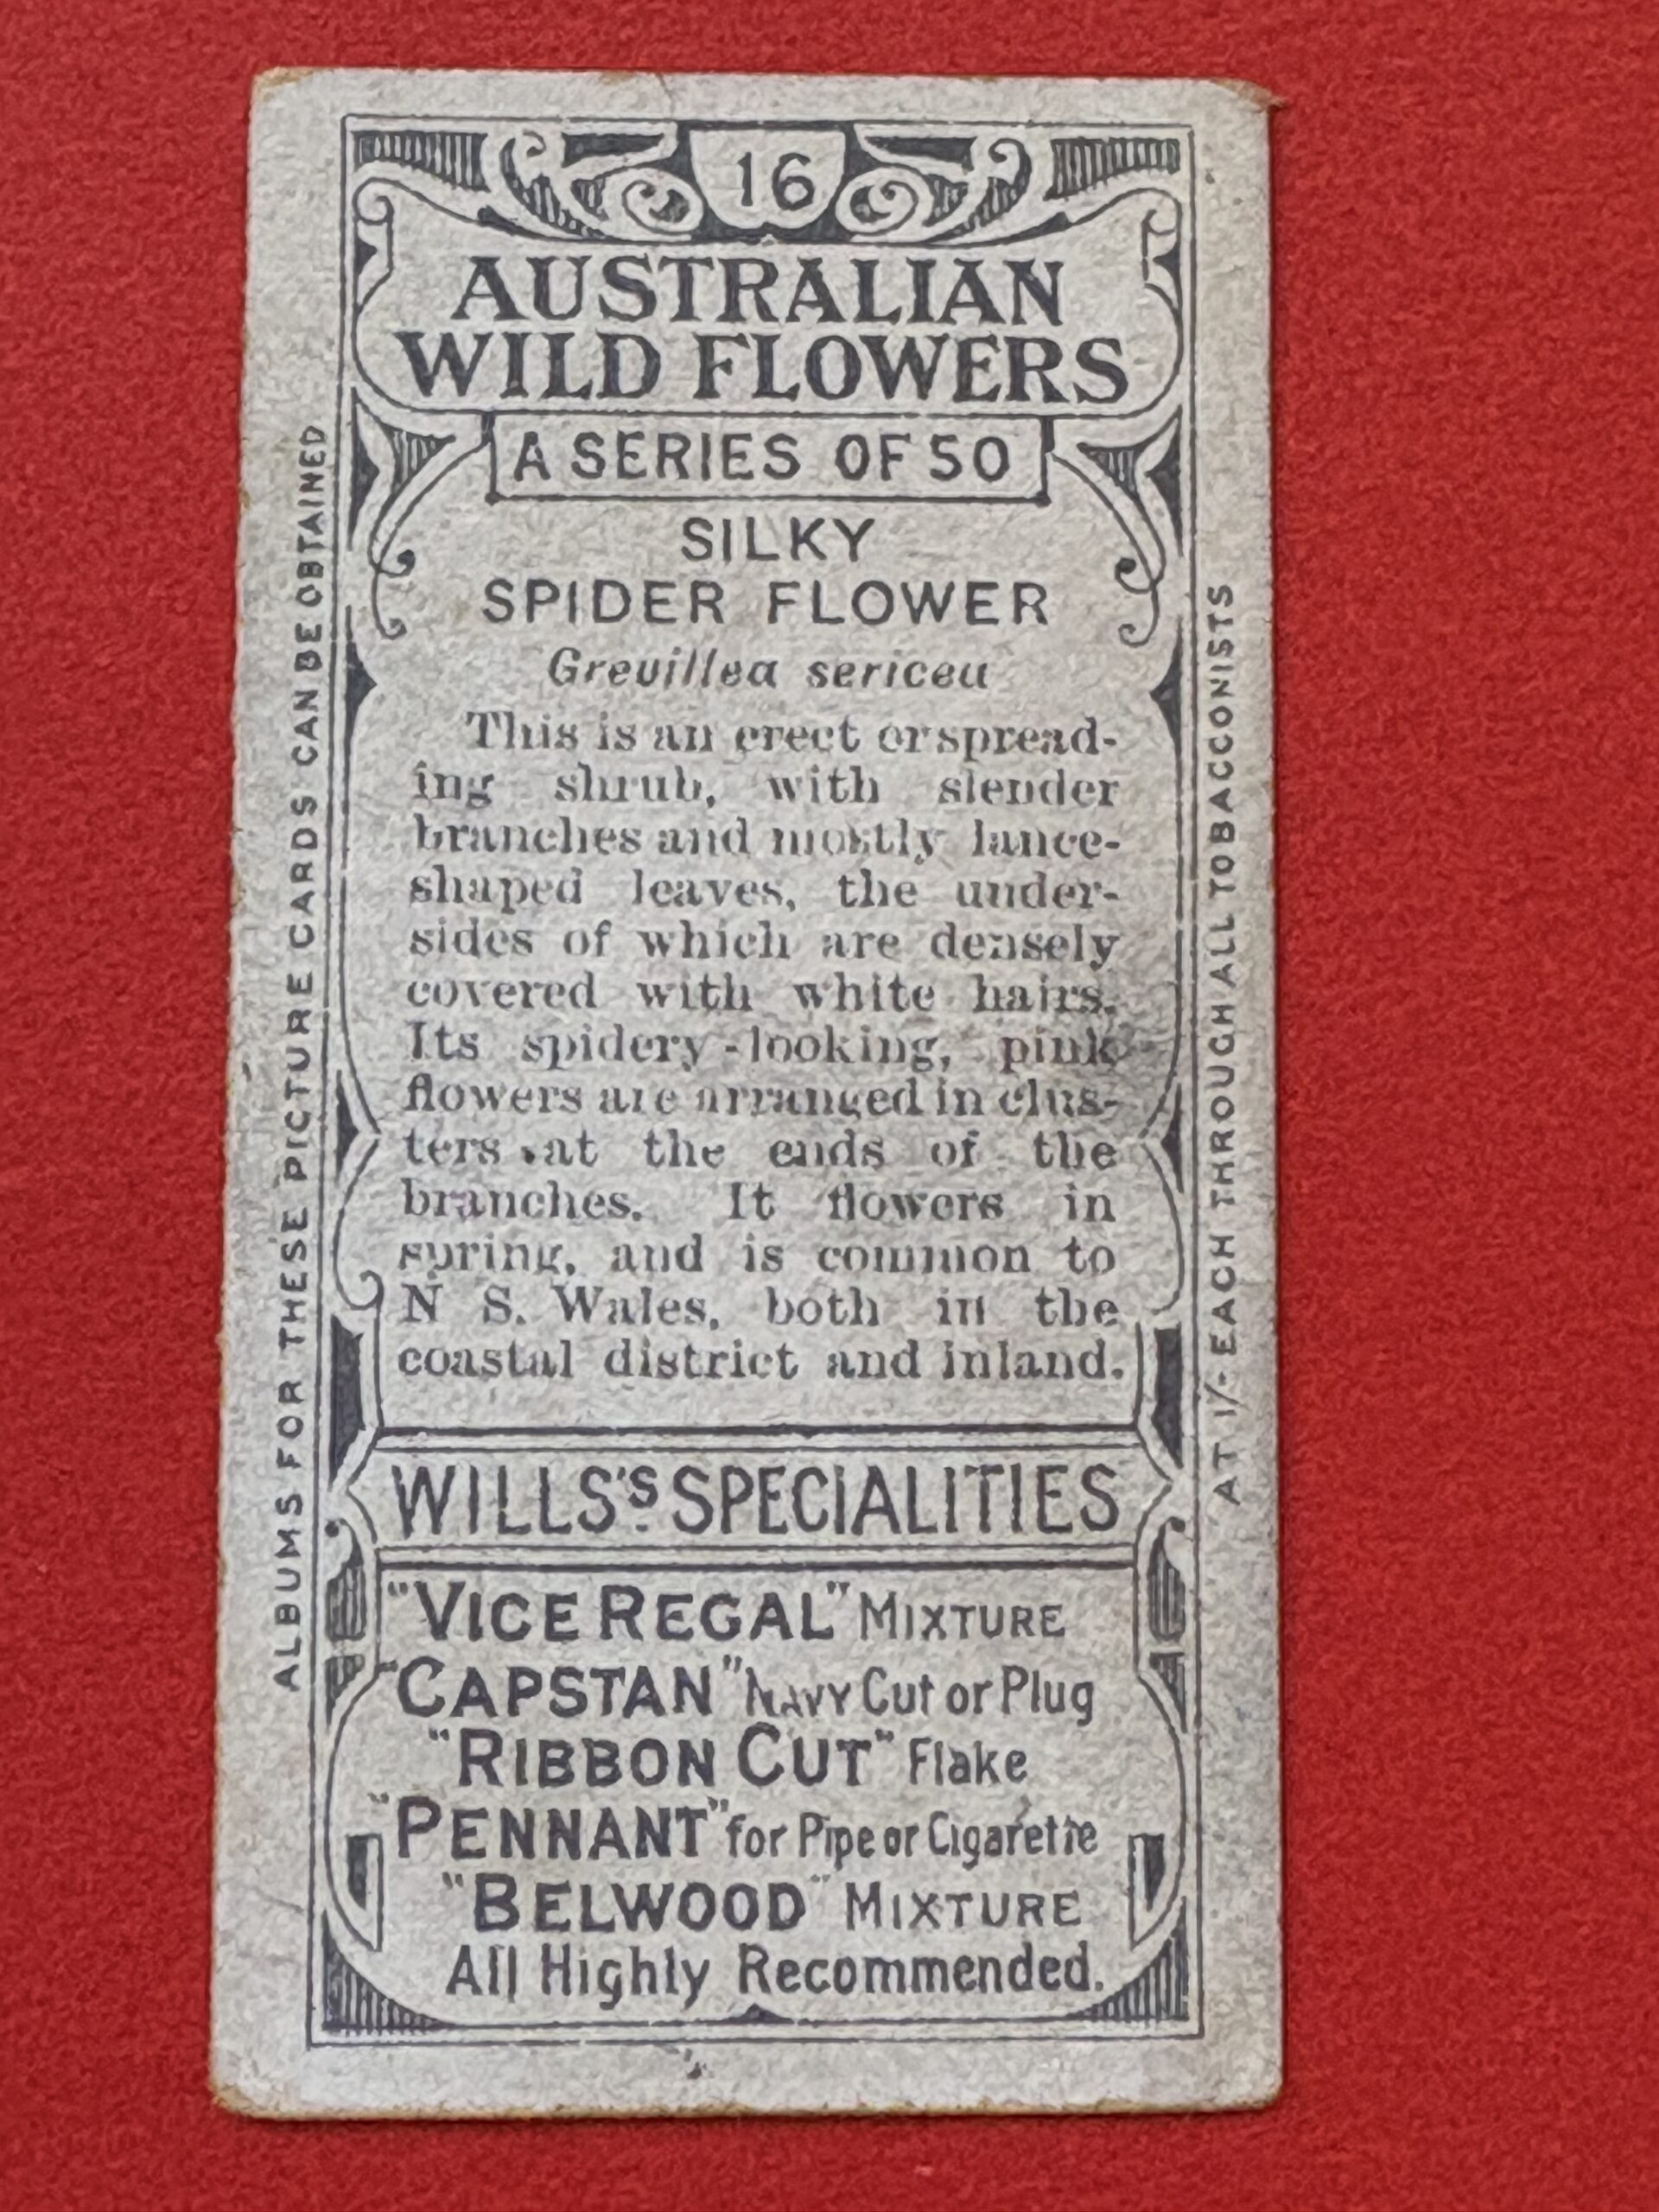 16
AUSTRALIAN
WILD FLOWERS
A SERIES OF 50
SILKY
SPIDER FLOWER
Grevillea sericea
This is an erect or spread-
ing shrub, with slender
branches and mostly lance-
shaped leaves, the under-
sides of which are densely
covered with white hairs.
Its spidery-looking, pink
flowers are arranged in clus-
ters at the ends of the
branches. It flowers in
spring, and is common to
N S. Wales, both in the
coastal district and inland.
WILLS'S SPECIALITIES
"VICE REGAL" MIXTURE
"CAPSTAN" NAVY Cut or Plug
"RIBBON CUT" Flake
"PENNANT" for Pipe or Cigarette
"BELWOOD" MIXTURE
All Highly Recommended.
ALBUMS FOR THESE PICTURE CARDS CAN BE OBTAINED
AT 1/- EACH THROUGH ALL TOBACCONISTS